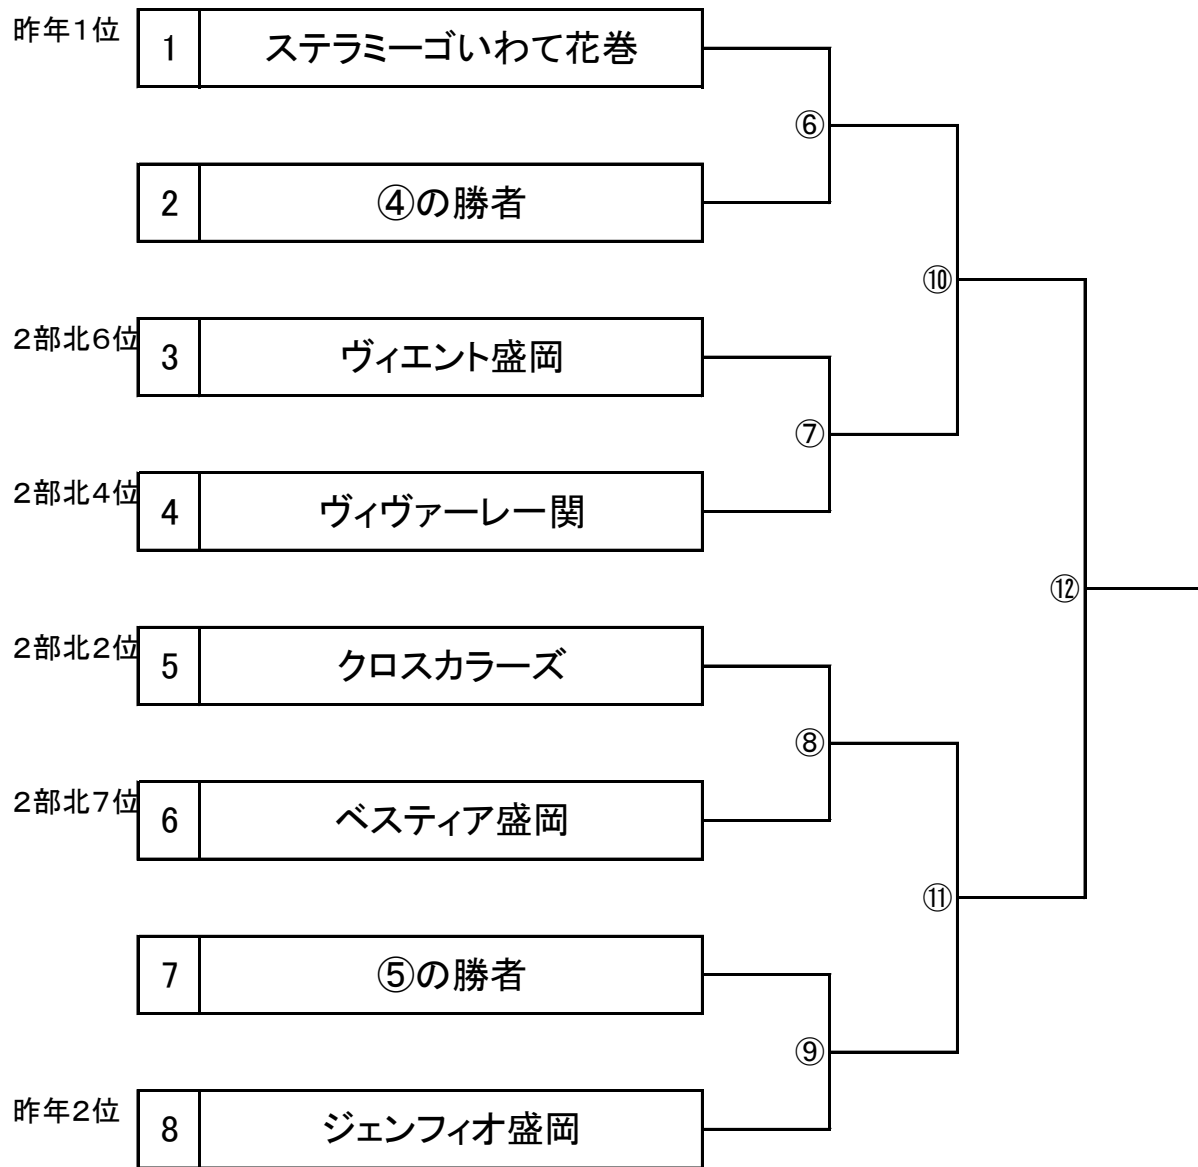 昨年1位 1 ステラミーゴいわて花巻
⑥
2 ④の勝者
⑩
2部北6位 3 ヴィエント盛岡
⑦
2部北4位 4 ヴィヴァーレ一関
⑫
2部北2位 5 クロスカラーズ
⑧
2部北7位 6 ベスティア盛岡
⑪
7 ⑤の勝者
⑨
昨年2位 8 ジェンフィオ盛岡